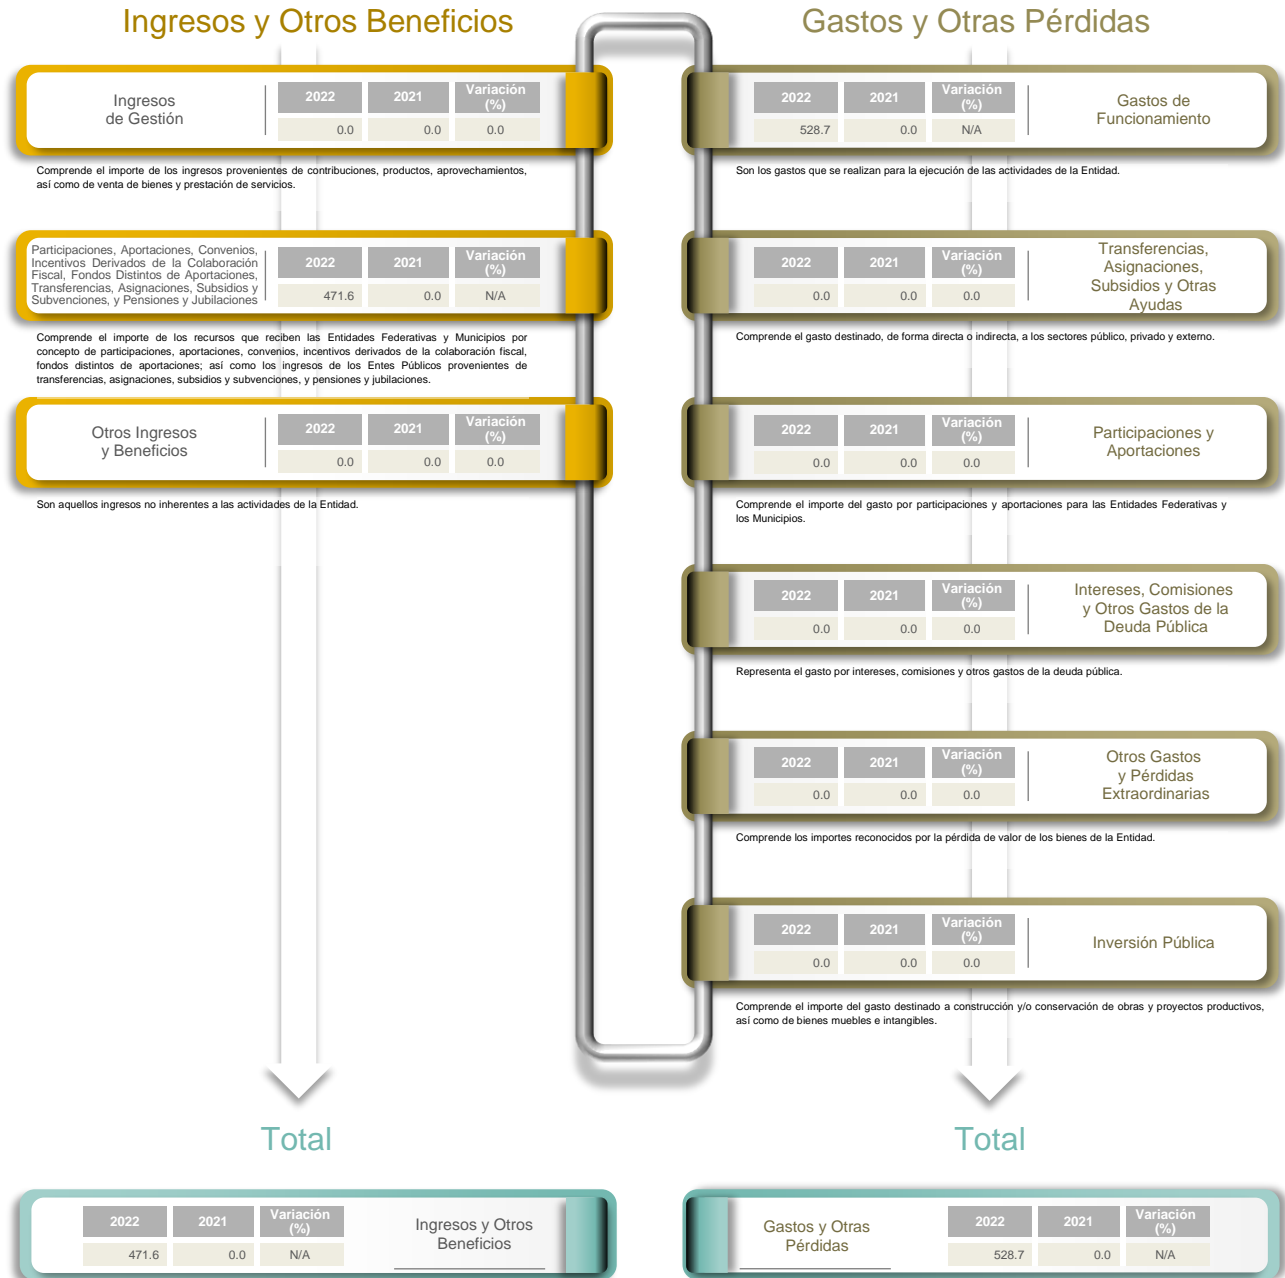 Ingresos y Otros Beneficios
Ingresos
de Gestión
2022 2021 Variación
(%)
0.0 0.0 0.0
Comprende el importe de los ingresos provenientes de contribuciones, productos, aprovechamientos,
así como de venta de bienes y prestación de servicios.
Participaciones, Aportaciones, Convenios,
Incentivos Derivados de la Colaboración
Fiscal, Fondos Distintos de Aportaciones,
Transferencias, Asignaciones, Subsidios y
Subvenciones, y Pensiones y Jubilaciones
2022 2021 Variación
(%)
471.6 0.0 N/A
Comprende el importe de los recursos que reciben las Entidades Federativas y Municipios por
concepto de participaciones, aportaciones, convenios, incentivos derivados de la colaboración fiscal,
fondos distintos de aportaciones; así como los ingresos de los Entes Públicos provenientes de
transferencias, asignaciones, subsidios y subvenciones, y pensiones y jubilaciones.
Otros Ingresos
y Beneficios
2022 2021 Variación
(%)
0.0 0.0 0.0
Son aquellos ingresos no inherentes a las actividades de la Entidad.
Total
2022 2021 Variación
(%)
471.6 0.0 N/A
Ingresos y Otros
Beneficios
Gastos y Otras Pérdidas
2022 2021 Variación
(%)
528.7 0.0 N/A
Gastos de
Funcionamiento
Son los gastos que se realizan para la ejecución de las actividades de la Entidad.
2022 2021 Variación
(%)
0.0 0.0 0.0
Transferencias,
Asignaciones,
Subsidios y Otras
Ayudas
Comprende el gasto destinado, de forma directa o indirecta, a los sectores público, privado y externo.
2022 2021 Variación
(%)
0.0 0.0 0.0
Participaciones y
Aportaciones
Comprende el importe del gasto por participaciones y aportaciones para las Entidades Federativas y
los Municipios.
2022 2021 Variación
(%)
0.0 0.0 0.0
Intereses, Comisiones
y Otros Gastos de la
Deuda Pública
Representa el gasto por intereses, comisiones y otros gastos de la deuda pública.
2022 2021 Variación
(%)
0.0 0.0 0.0
Otros Gastos
y Pérdidas
Extraordinarias
Comprende los importes reconocidos por la pérdida de valor de los bienes de la Entidad.
2022 2021 Variación
(%)
0.0 0.0 0.0
Inversión Pública
Comprende el importe del gasto destinado a construcción y/o conservación de obras y proyectos productivos,
así como de bienes muebles e intangibles.
Total
Gastos y Otras
Pérdidas
2022 2021 Variación
(%)
528.7 0.0 N/A